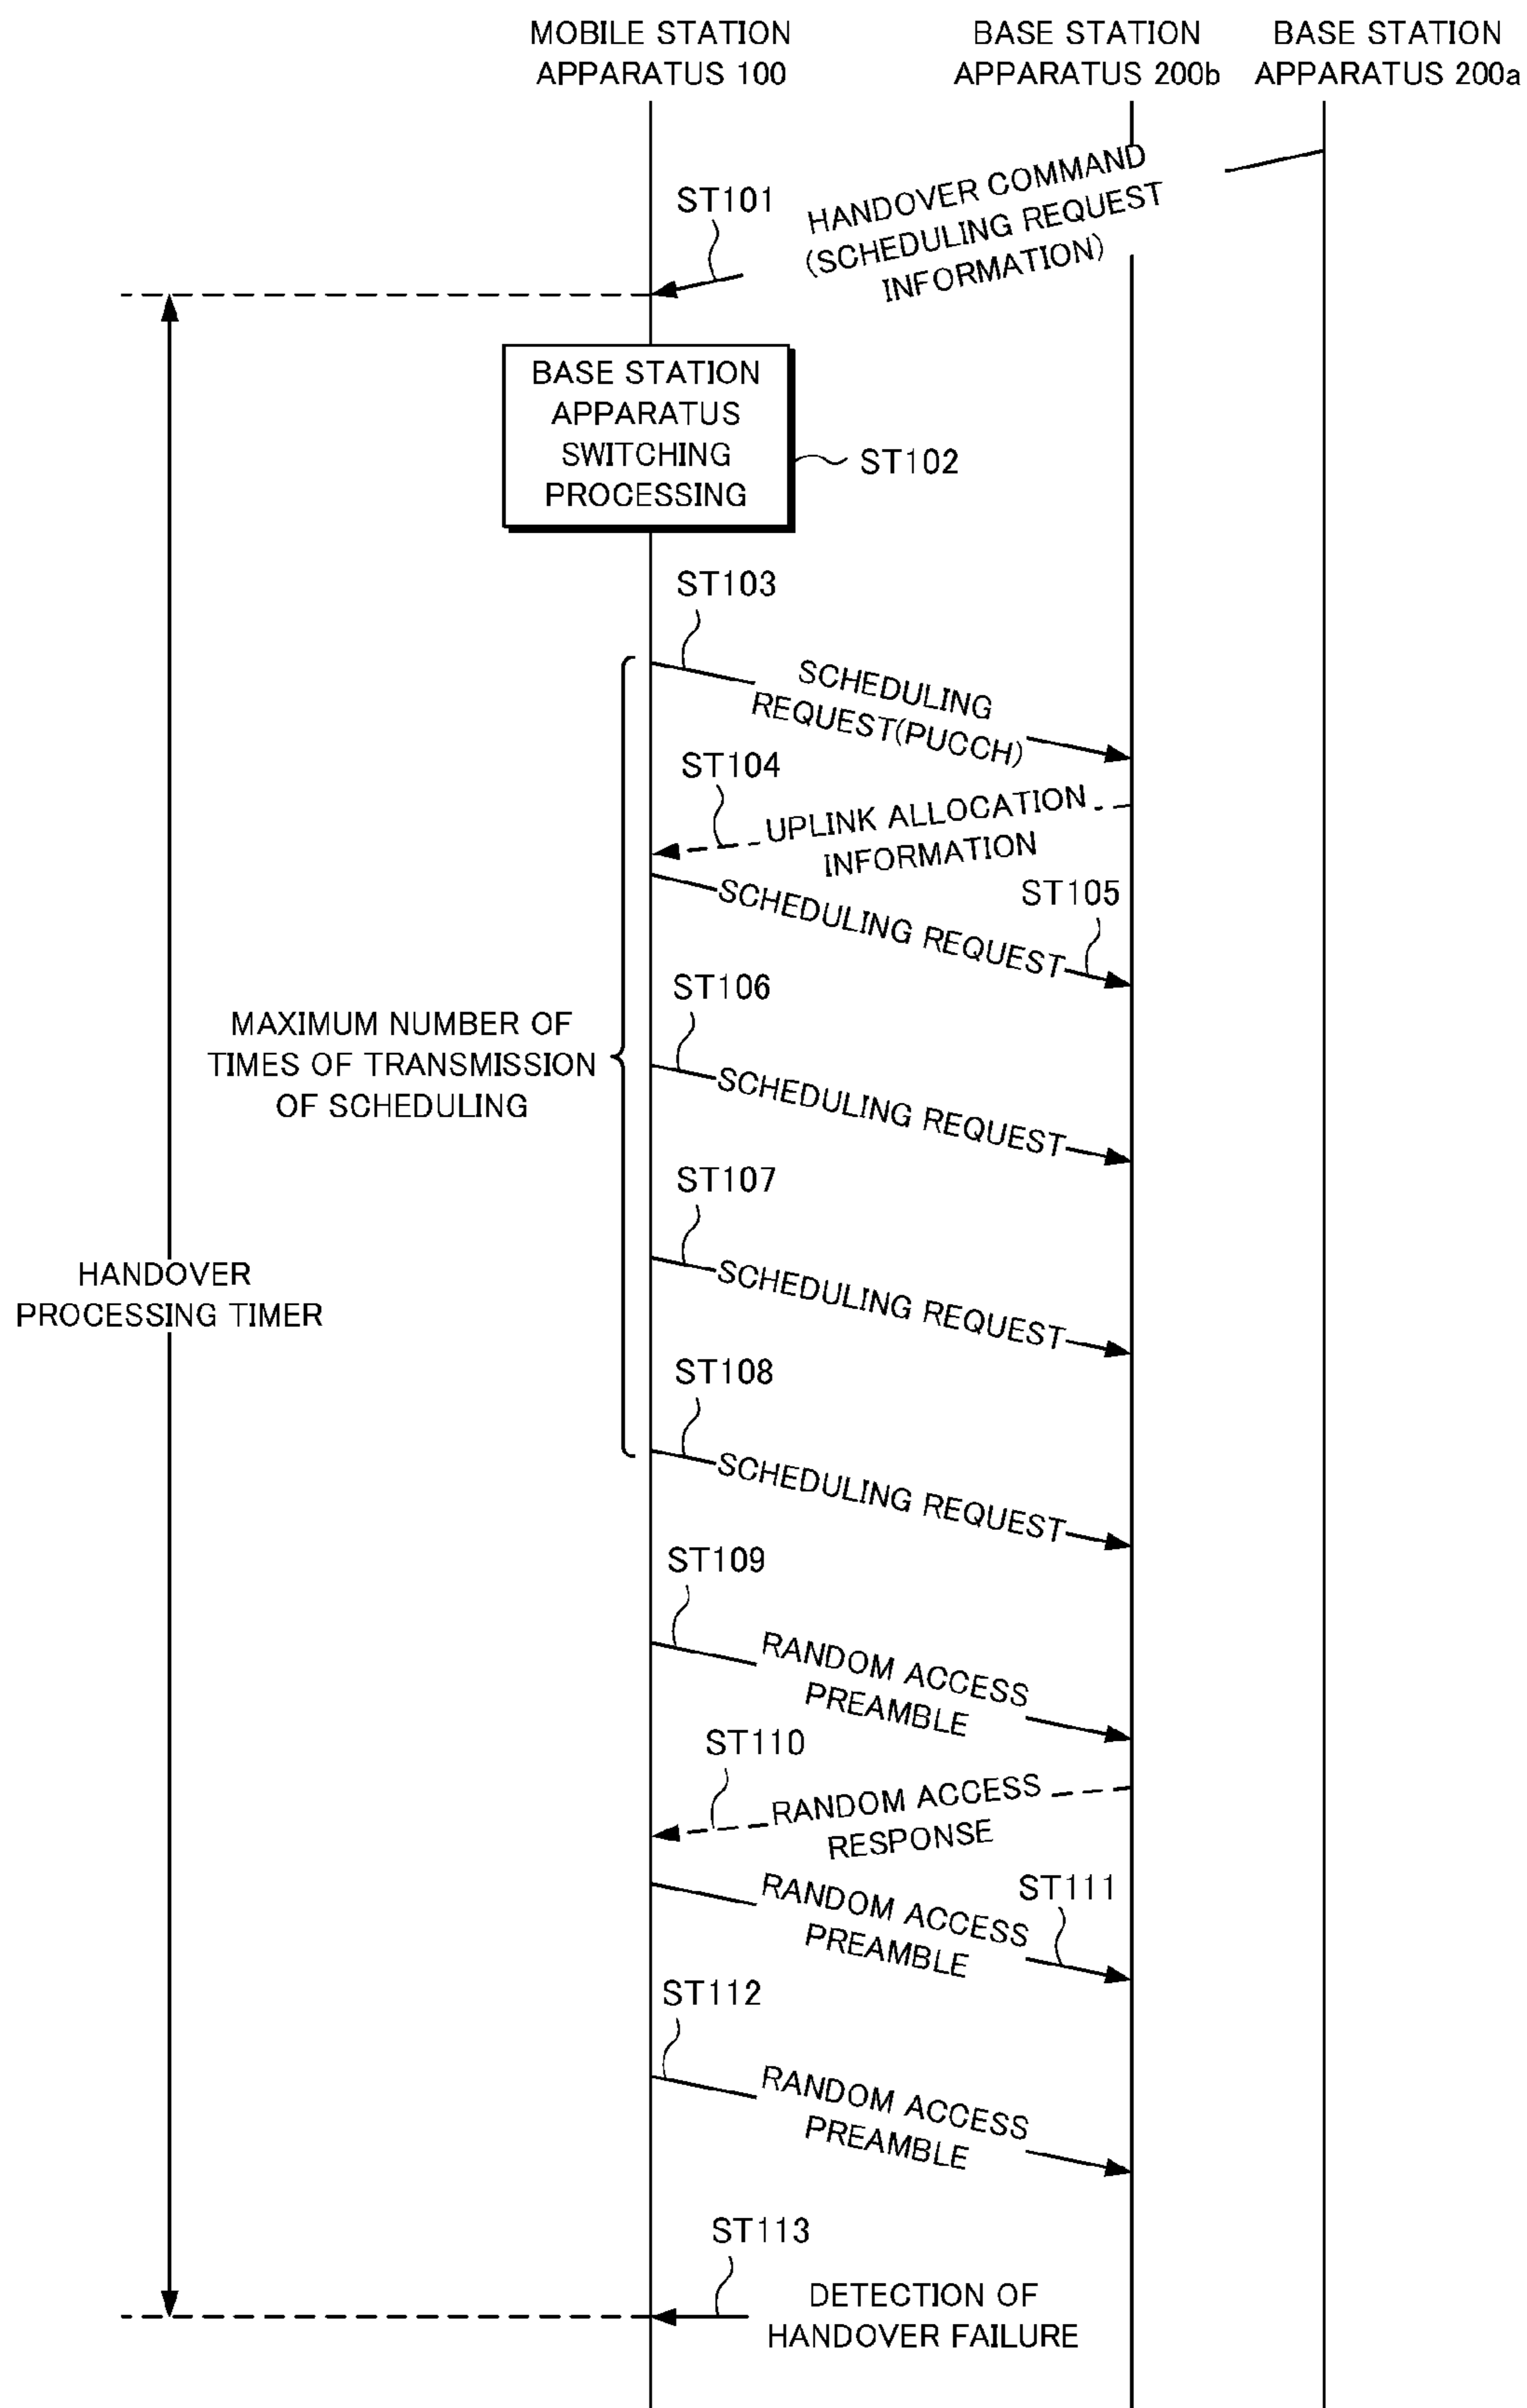 MOBILE STATION
APPARATUS 100
BASE STATION
APPARATUS 200b
BASE STATION
APPARATUS 200a
HANDOVER COMMAND
(SCHEDULING REQUEST
INFORMATION)
ST101
BASE STATION
APPARATUS
SWITCHING
PROCESSING
ST102
ST103
SCHEDULING
REQUEST(PUCCH)
ST104
UPLINK ALLOCATION
INFORMATION
ST105
SCHEDULING REQUEST
ST106
SCHEDULING REQUEST
MAXIMUM NUMBER OF
TIMES OF TRANSMISSION
OF SCHEDULING
ST107
SCHEDULING REQUEST
HANDOVER
PROCESSING TIMER
ST108
SCHEDULING REQUEST
ST109
RANDOM ACCESS
PREAMBLE
ST110
RANDOM ACCESS
RESPONSE
ST111
RANDOM ACCESS
PREAMBLE
ST112
RANDOM ACCESS
PREAMBLE
ST113
DETECTION OF
HANDOVER FAILURE